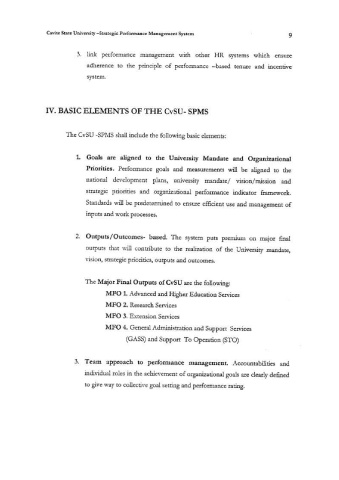 Cavite State University –Strategic Performance Management System 9
3. link performance management with other HR systems which ensure
adherence to the principle of performance –based tenure and incentive
system.
IV. BASIC ELEMENTS OF THE CvSU- SPMS
The CvSU -SPMS shall include the following basic elements:
1. Goals are aligned to the University Mandate and Organizational
Priorities. Performance goals and measurements will be aligned to the
national development plans, university mandate/ vision/mission and
strategic priorities and organizational performance indicator framework.
Standards will be predetermined to ensure efficient use and management of
inputs and work processes.
2. Outputs/Outcomes- based. The system puts premium on major final
outputs that will contribute to the realization of the University mandate,
vision, strategic priorities, outputs and outcomes.
The Major Final Outputs of CvSU are the following:
MFO 1. Advanced and Higher Education Services
MFO 2. Research Services
MFO 3. Extension Services
MFO 4. General Administration and Support Services
(GASS) and Support To Operation (STO)
3. Team approach to performance management. Accountabilities and
individual roles in the achievement of organizational goals are clearly defined
to give way to collective goal setting and performance rating.